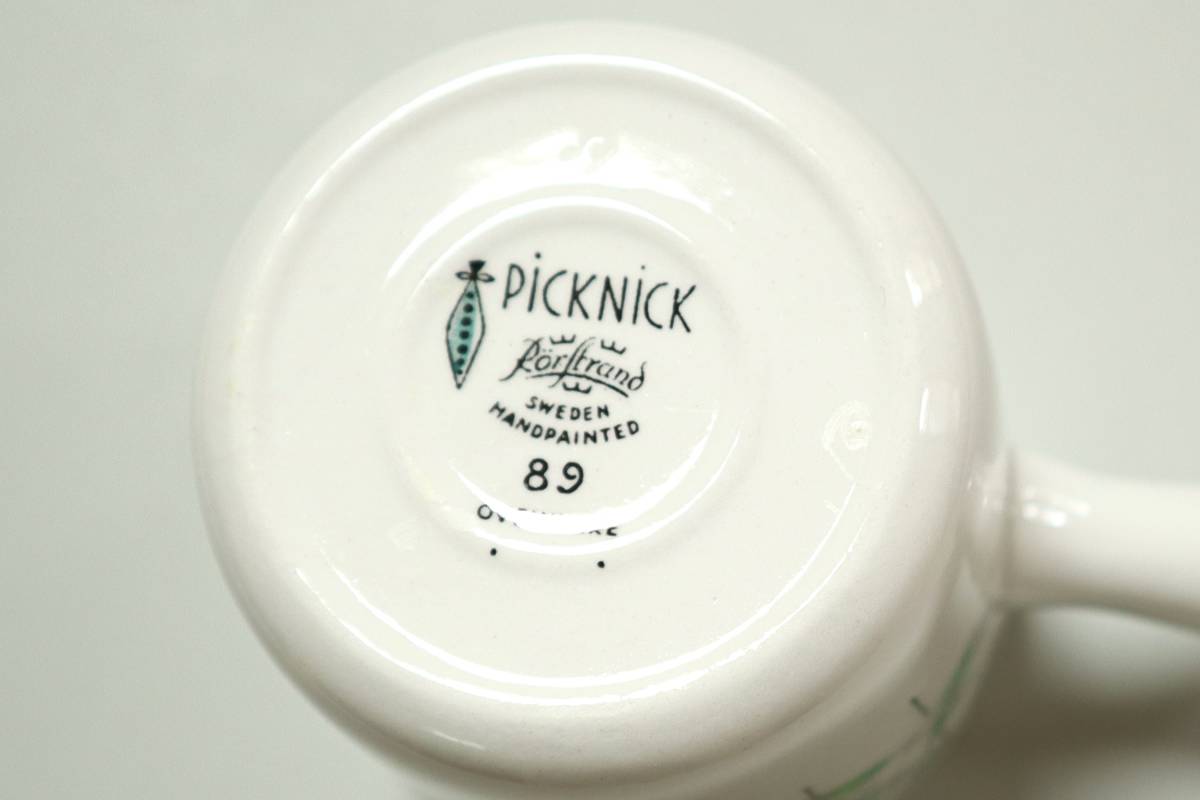 PiCKNiCK
Rörstrand
SWEDEN
HANDPAINTED
89